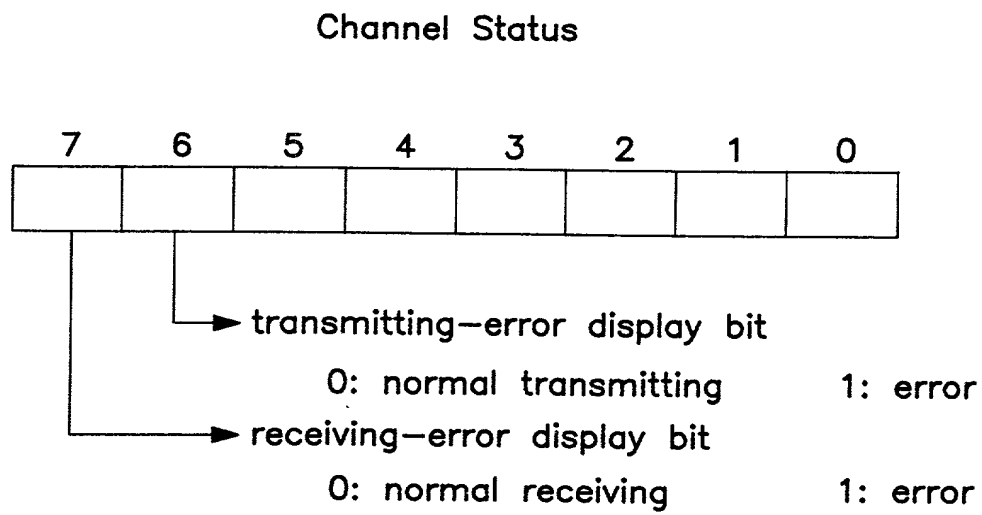 Channel Status
7 6 5 4 3 2 1 0
transmitting-error display bit
0: normal transmitting 1: error
receiving-error display bit
0: normal receiving 1: error